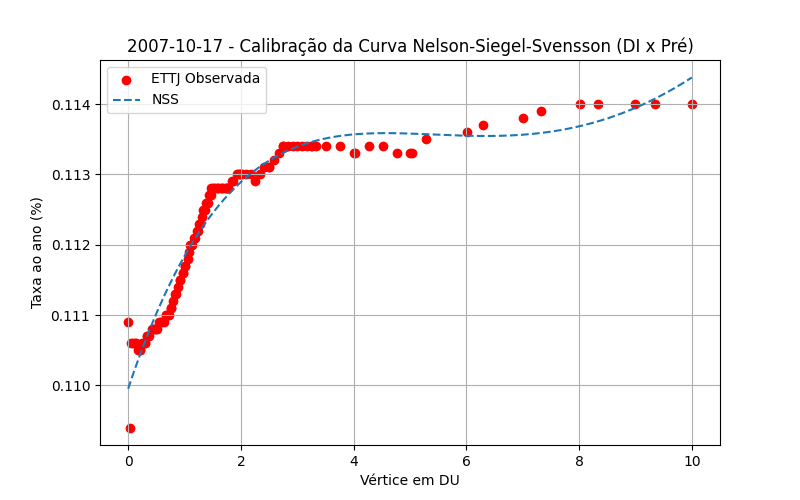 2007-10-17 - Calibração da Curva Nelson-Siegel-Svensson (DI x Pré)
ETTJ Observada
NSS
Taxa ao ano (%)
0.114
0.113
0.112
0.111
0.110
0 2 4 6 8 10
Vértice em DU